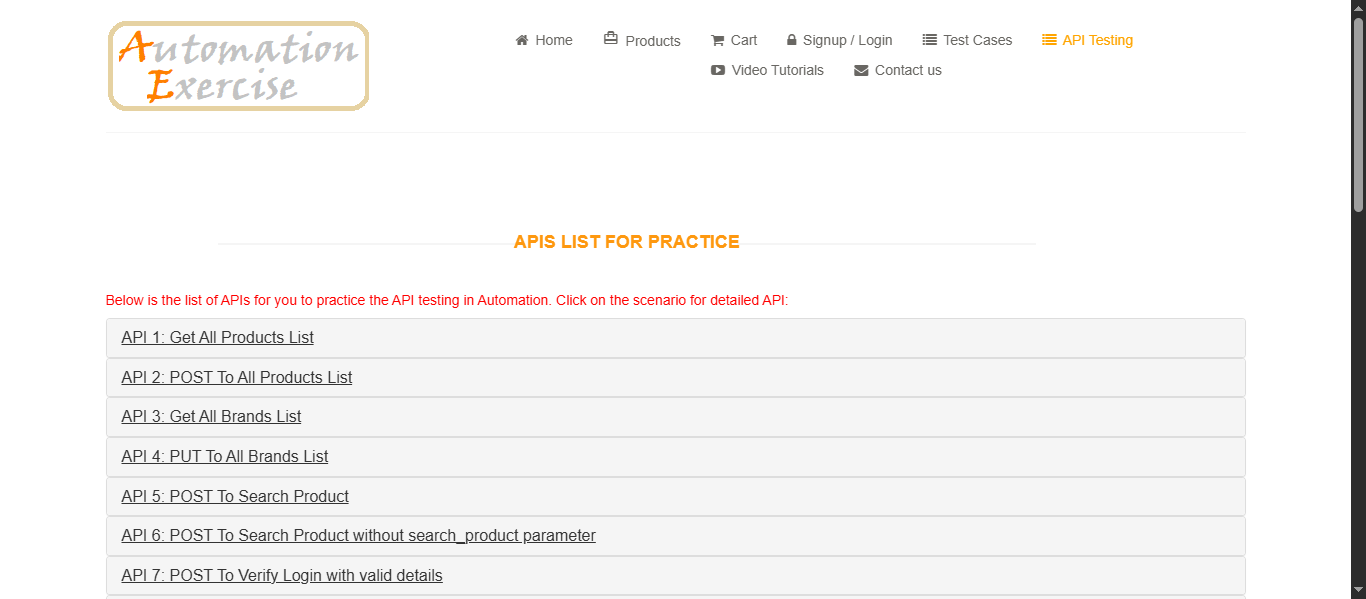 Automation
Exercise
Home Products Cart Signup / Login Test Cases API Testing
Video Tutorials Contact us
APIS LIST FOR PRACTICE
Below is the list of APIs for you to practice the API testing in Automation. Click on the scenario for detailed API:
API 1: Get All Products List
API 2: POST To All Products List
API 3: Get All Brands List
API 4: PUT To All Brands List
API 5: POST To Search Product
API 6: POST To Search Product without search_product parameter
API 7: POST To Verify Login with valid details